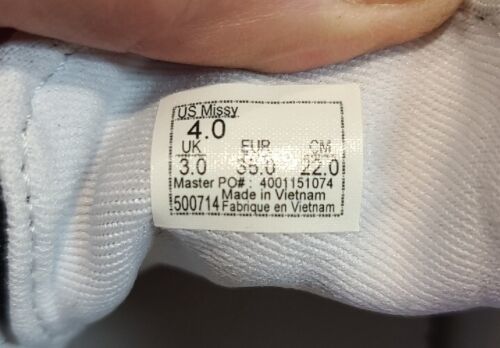 US Missy
4.0
UK EUR CM
3.0 35.0 22.0
Master PO#: 4001151074
500714 Made in Vietnam
Fabrique en Vietnam